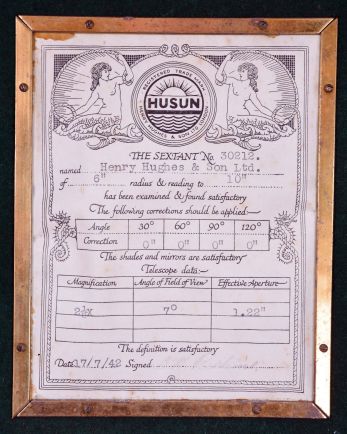 REGISTERED TRADE MARK
HUSUN
HENRY HUGHES & SON LTD. LONDON
THE SEXTANT No. 30212.
named Henry Hughes & Son Ltd.
of 6" radius & reading to 10"
has been examined & found satisfactory
The following corrections should be applied:-
Angle 30° 60° 90° 120°
Correction 0" 0" 0" 0"
The shades and mirrors are satisfactory
Telescope data:-
Magnification Angle of Field of View Effective Aperture
2½X 7° 1.22"
The definition is satisfactory
Date 17/7/42 Signed